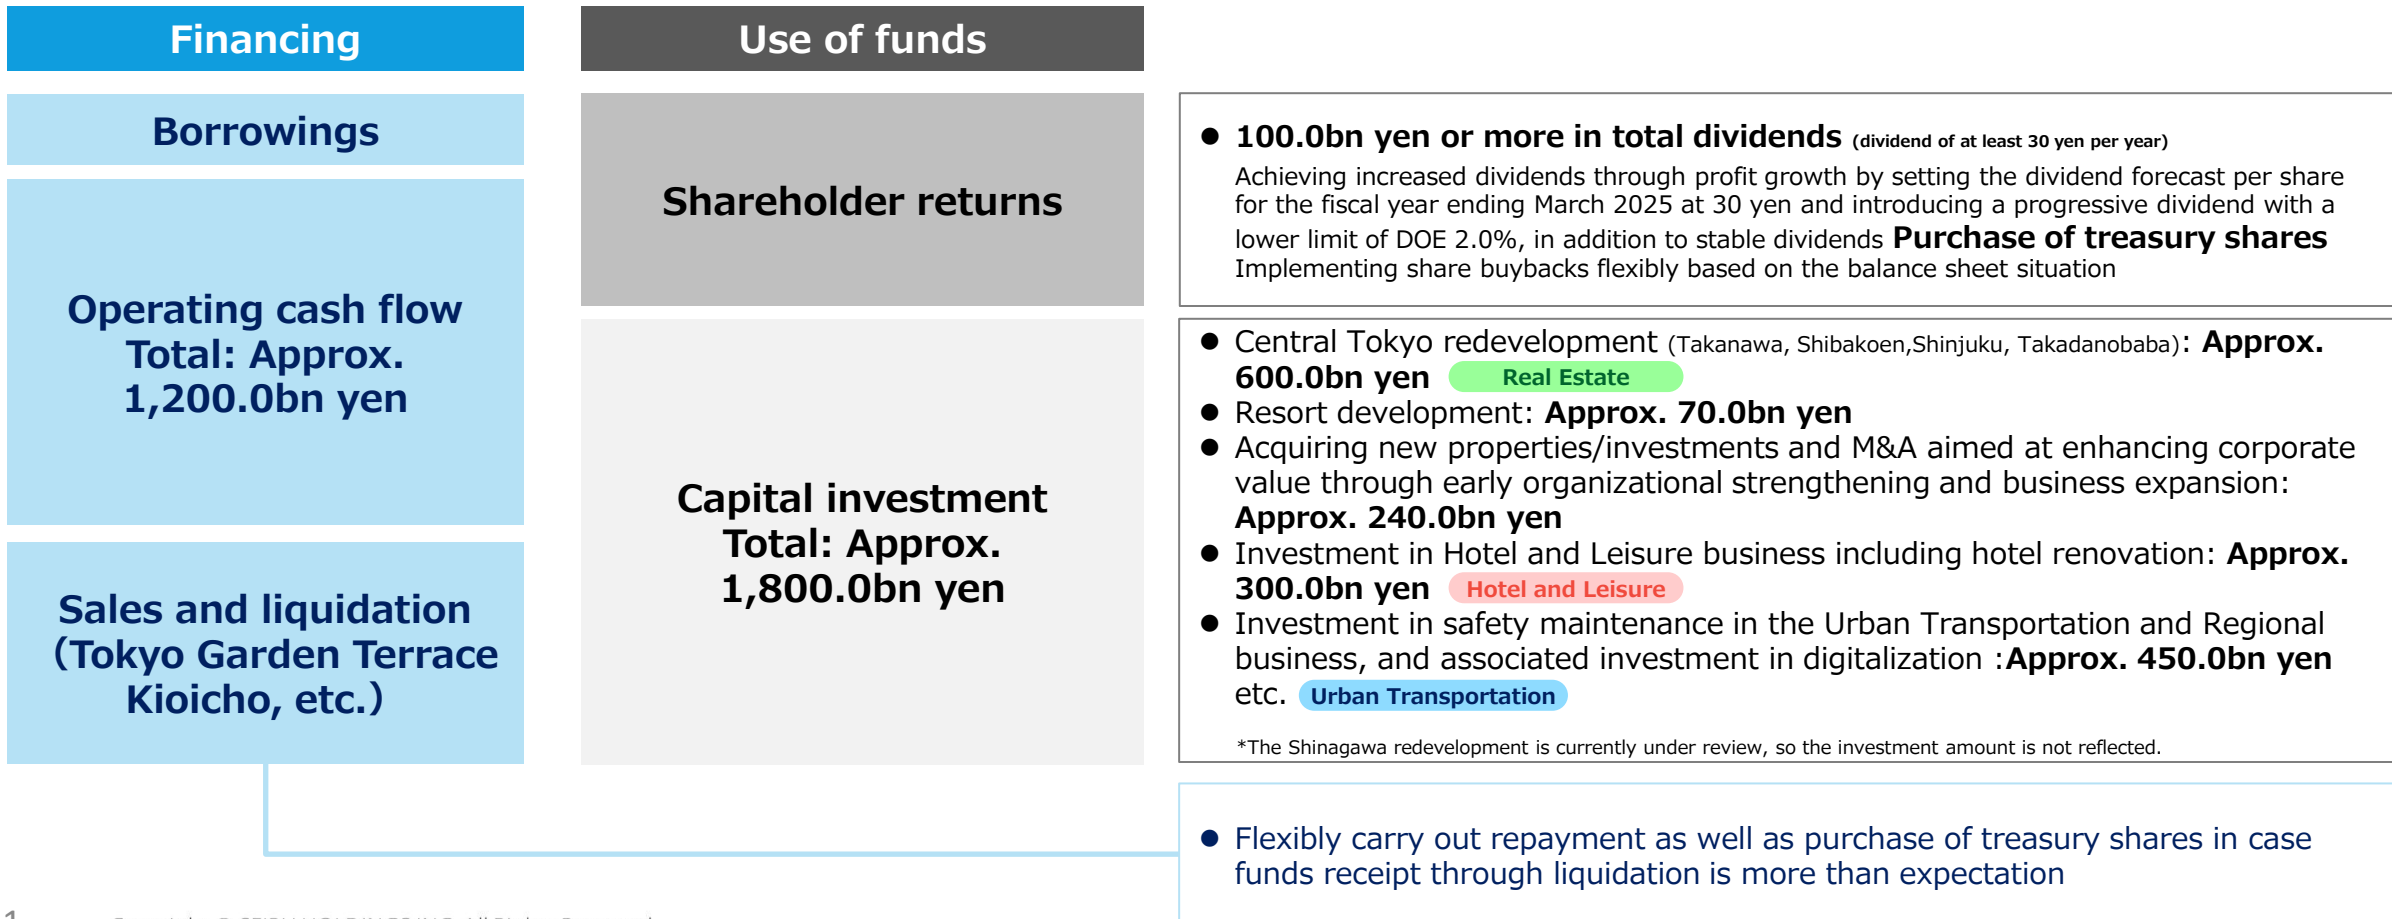 Financing
Use of funds
Borrowings
Operating cash flow
Total: Approx.
1,200.0bn yen
Sales and liquidation
(Tokyo Garden Terrace
Kioicho, etc.)
Shareholder returns
Capital investment
Total: Approx.
1,800.0bn yen
● 100.0bn yen or more in total dividends (dividend of at least 30 yen per year)
Achieving increased dividends through profit growth by setting the dividend forecast per share
for the fiscal year ending March 2025 at 30 yen and introducing a progressive dividend with a
lower limit of DOE 2.0%, in addition to stable dividends Purchase of treasury shares
Implementing share buybacks flexibly based on the balance sheet situation
● Central Tokyo redevelopment (Takanawa, Shibakoen,Shinjuku, Takadanobaba): Approx.
600.0bn yen Real Estate
● Resort development: Approx. 70.0bn yen
● Acquiring new properties/investments and M&A aimed at enhancing corporate
value through early organizational strengthening and business expansion:
Approx. 240.0bn yen
● Investment in Hotel and Leisure business including hotel renovation: Approx.
300.0bn yen Hotel and Leisure
● Investment in safety maintenance in the Urban Transportation and Regional
business, and associated investment in digitalization :Approx. 450.0bn yen
etc. Urban Transportation
*The Shinagawa redevelopment is currently under review, so the investment amount is not reflected.
● Flexibly carry out repayment as well as purchase of treasury shares in case
funds receipt through liquidation is more than expectation